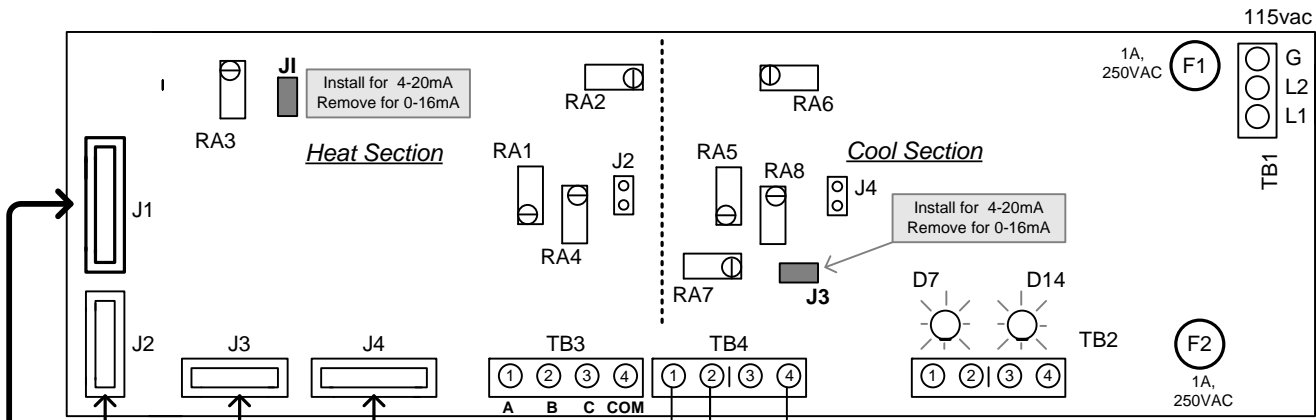 115vac
1A,
250VAC
F1
G
L2
L1
TB1
JI
Install for 4-20mA
Remove for 0-16mA
RA3
RA2
RA6
Heat Section
Cool Section
RA1
J2
RA4
RA5
RA8
J4
Install for 4-20mA
Remove for 0-16mA
J1
RA7
J3
D7
D14
J2
J3
J4
TB3
1 2 3 4
A B C COM
TB4
1 2 3 4
TB2
1 2 3 4
F2
1A,
250VAC